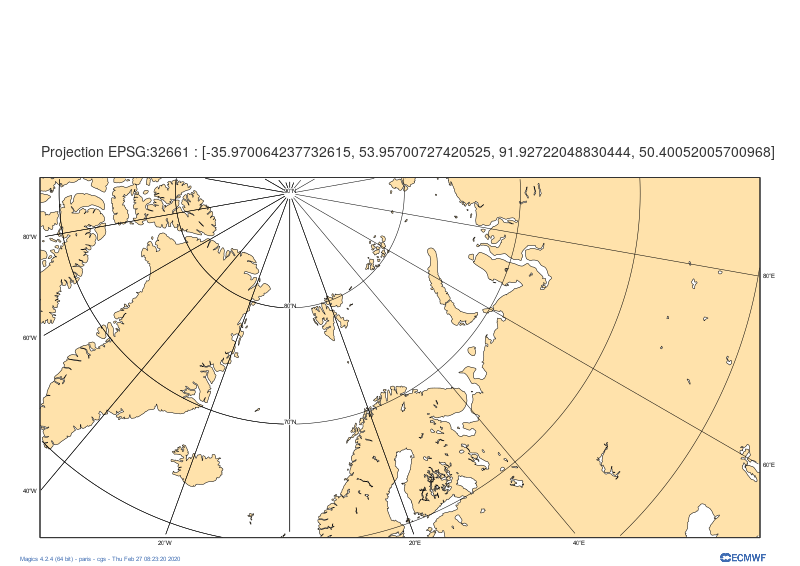 Projection EPSG:32661 : [-35.970064237732615, 53.95700727420525, 91.92722048830444, 50.40052005700968]
80°W
80°N
80°E
60°W
70°N
60°E
40°W
20°W
20°E
40°E
Magics 4.2.4 (64 bit) - paris - cgs - Thu Feb 27 08:23:20 2020
ECMWF